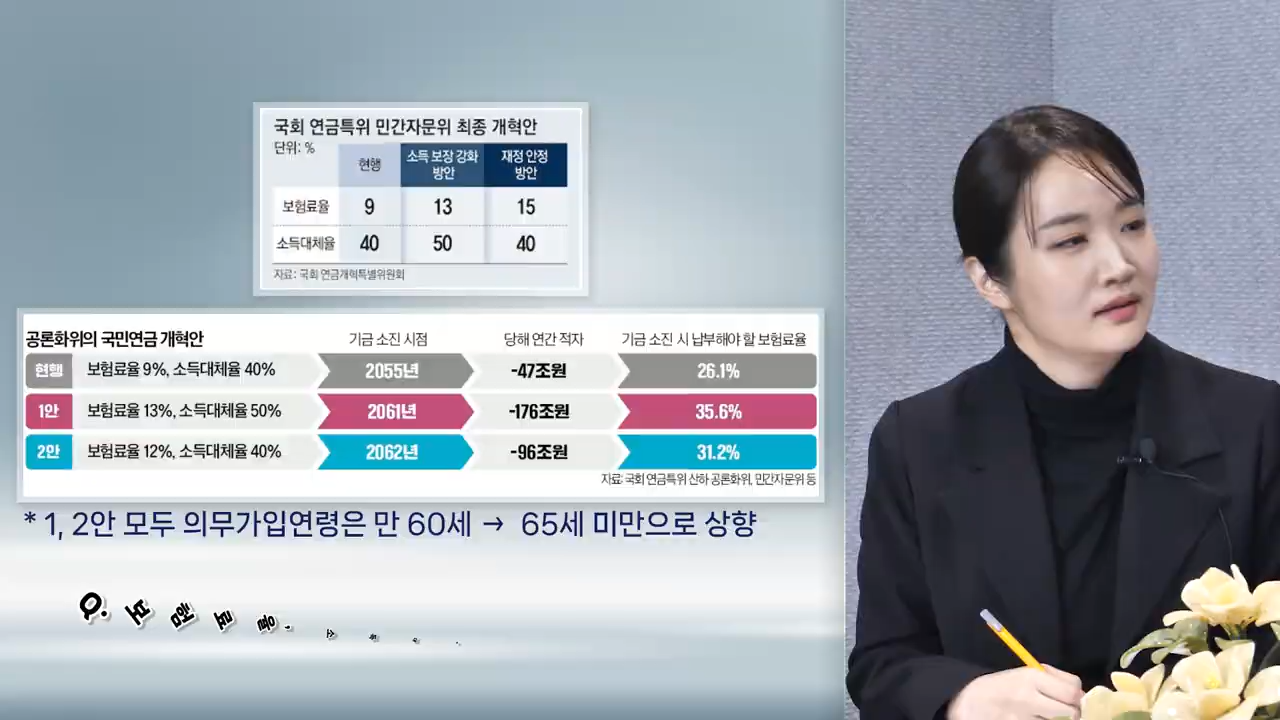 국회 연금특위 민간자문위 최종 개혁안
단위: %
현행 소득 보장 강화 방안 재정 안정 방안
보험료율 9 13 15
소득대체율 40 50 40
자료: 국회 연금개혁특별위원회
공론화위의 국민연금 개혁안 기금 소진 시점 당해 연간 적자 기금 소진 시 납부해야 할 보험료율
현행 보험료율 9%, 소득대체율 40% 2055년 -47조원 26.1%
1안 보험료율 13%, 소득대체율 50% 2061년 -176조원 35.6%
2안 보험료율 12%, 소득대체율 40% 2062년 -96조원 31.2%
자료: 국회 연금특위 산하 공론화위, 민간자문위 등
* 1, 2안 모두 의무가입연령은 만 60세 → 65세 미만으로 상향
Q. 보험료율,